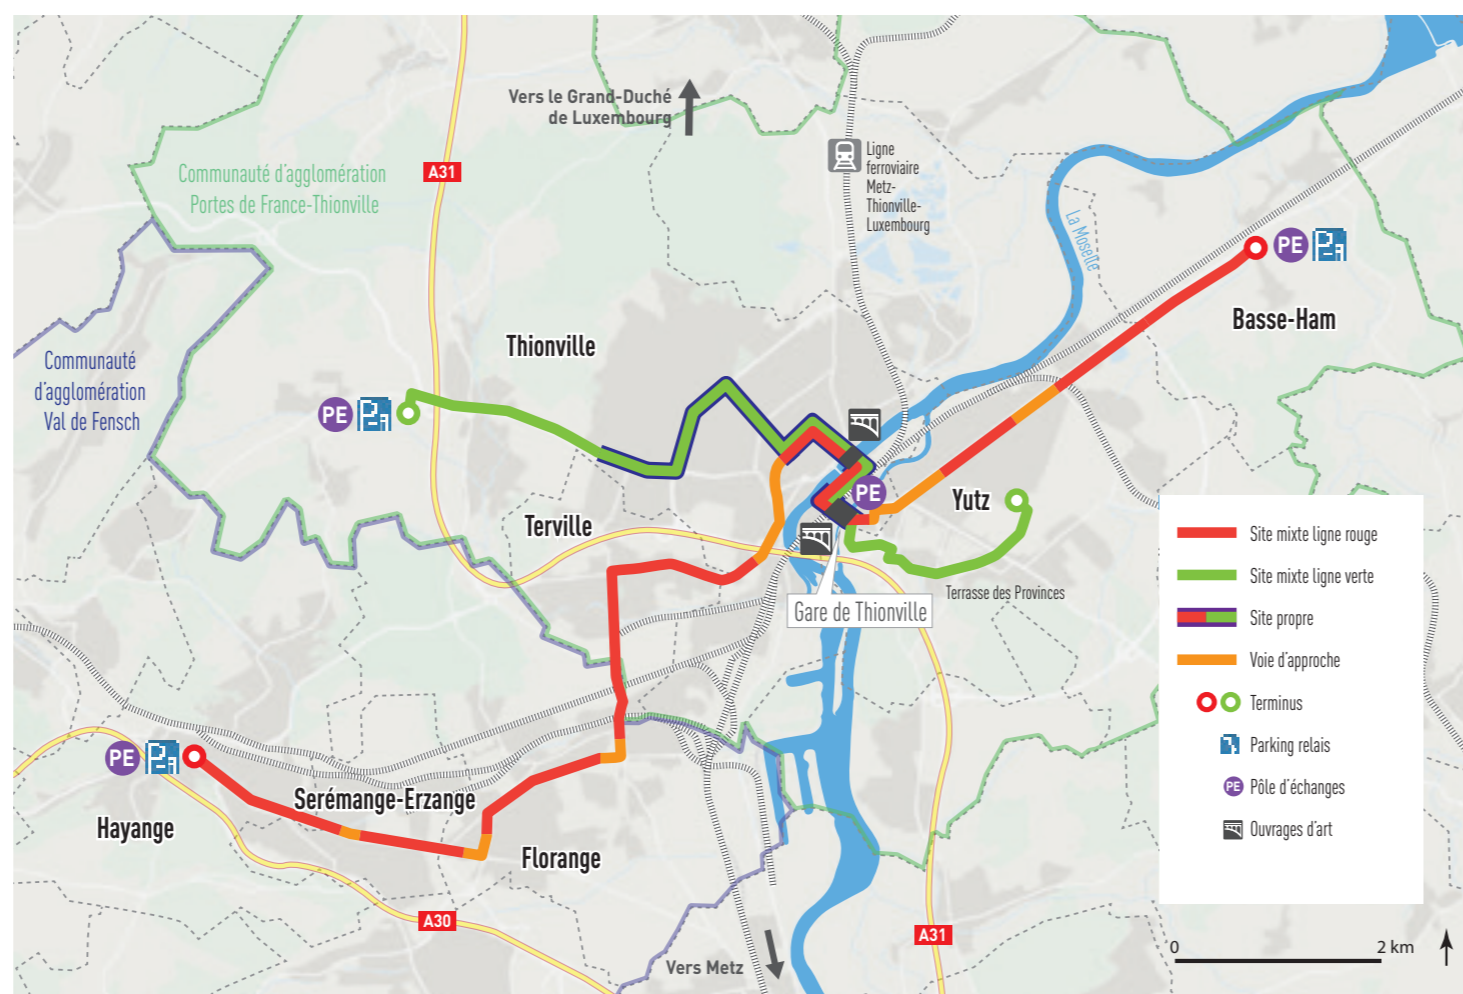 Vers le Grand-Duché
de Luxembourg
A31
Ligne
ferroviaire
Metz-
Thionville-
Luxembourg
Communauté d'agglomération
Portes de France-Thionville
La Moselle
PE
Basse-Ham
Thionville
Communauté
d'agglomération
Val de Fensch
PE
PE
Yutz
Terville
Terrasse des Provinces
Gare de Thionville
PE
Serémange-Erzange
Hayange
Florange
A30
A31
Vers Metz
Site mixte ligne rouge
Site mixte ligne verte
Site propre
Voie d'approche
Terminus
Parking relais
PE
Pôle d'échanges
Ouvrages d'art
0
2 km